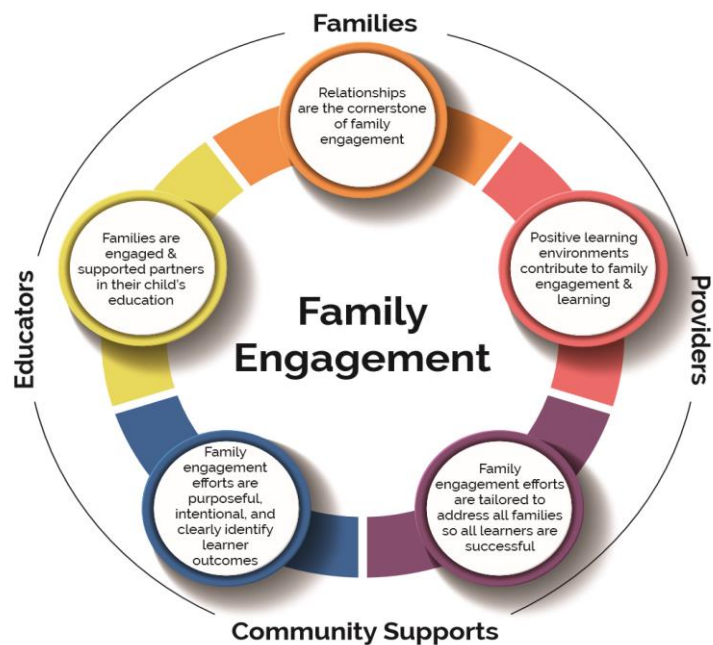 Families
Relationships
are the cornerstone
of family
engagement
Families are
engaged &
supported partners
in their child's
education
Positive learning
environments
contribute to family
engagement &
learning
Educators
Providers
Family
Engagement
Family
engagement
efforts are
purposeful,
intentional, and
clearly identify
learner
outcomes
Family
engagement efforts
are tailored to
address all families
so all learners are
successful
Community Supports